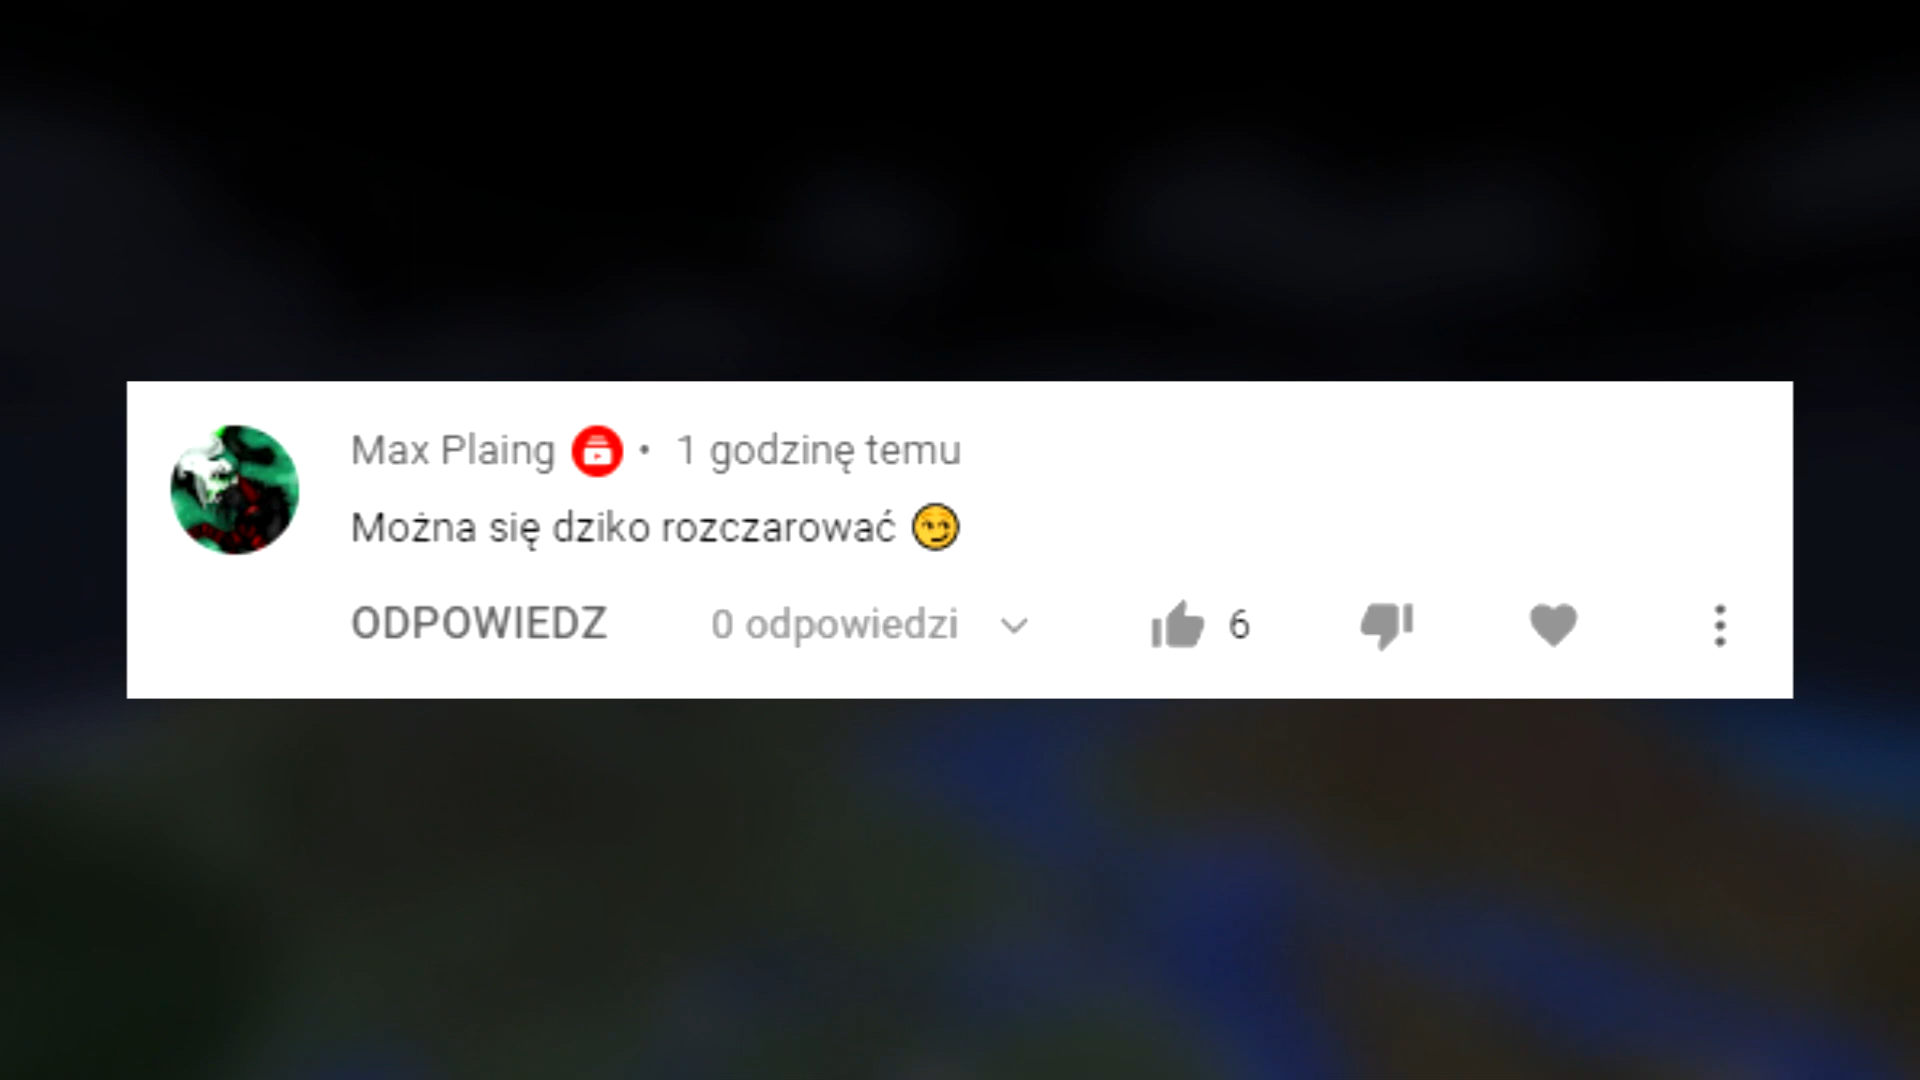 Max Plaing • 1 godzinę temu
Można się dziko rozczarować 😏
ODPOWIEDZ 0 odpowiedzi 6